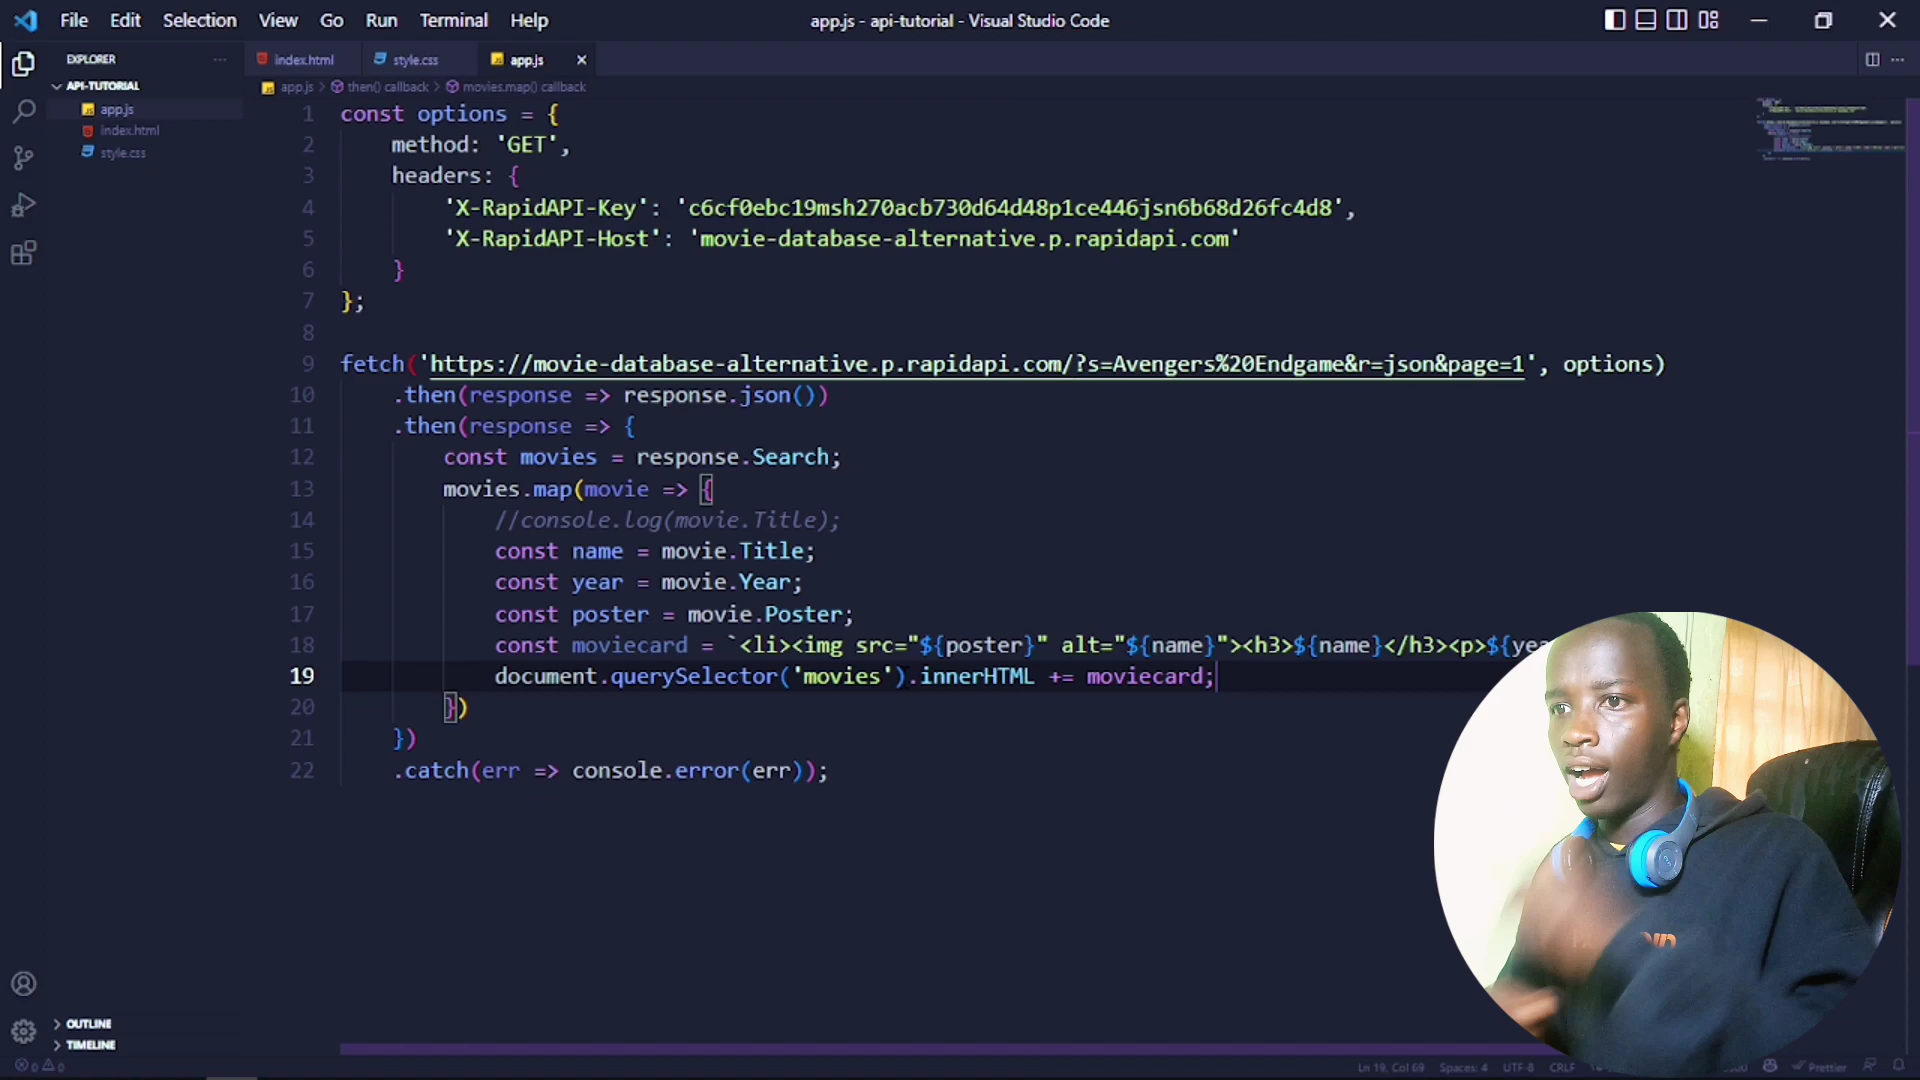 File Edit Selection View Go Run Terminal Help
app.js - api-tutorial - Visual Studio Code
EXPLORER
API-TUTORIAL
app.js
index.html
style.css
OUTLINE
TIMELINE
index.html style.css app.js
app.js > then() callback > movies.map() callback
1 const options = {
2 method: 'GET',
3 headers: {
4 'X-RapidAPI-Key': 'c6cf0ebc19msh270acb730d64d48p1ce446jsn6b68d26fc4d8',
5 'X-RapidAPI-Host': 'movie-database-alternative.p.rapidapi.com'
6 }
7 };
8
9 fetch('https://movie-database-alternative.p.rapidapi.com/?s=Avengers%20Endgame&r=json&page=1', options)
10 .then(response => response.json())
11 .then(response => {
12 const movies = response.Search;
13 movies.map(movie => {
14 //console.log(movie.Title);
15 const name = movie.Title;
16 const year = movie.Year;
17 const poster = movie.Poster;
18 const moviecard = `<li><img src="${poster}" alt="${name}"><h3>${name}</h3><p>${yea
19 document.querySelector('movies').innerHTML += moviecard;
20 })
21 })
22 .catch(err => console.error(err));
0 0
Ln 19, Col 69 Spaces: 4 UTF-8 CRLF
Prettier